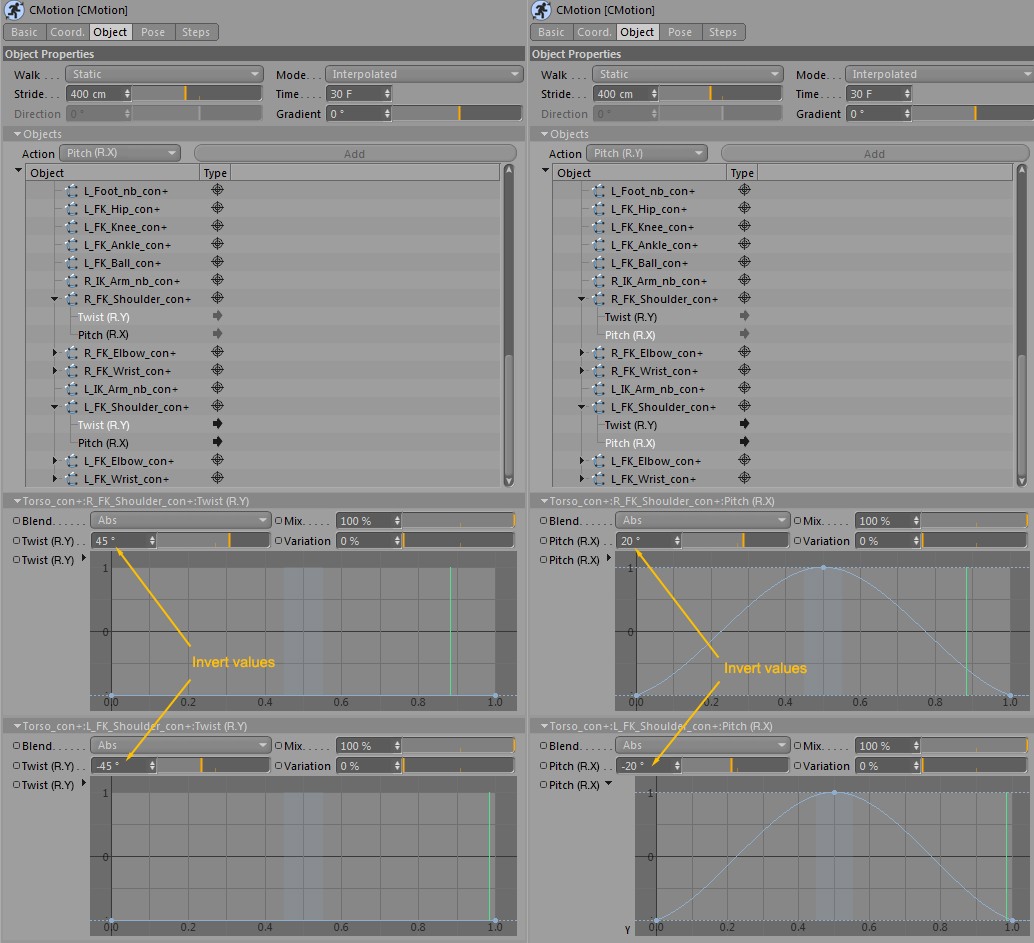 CMotion [CMotion]
Basic Coord. Object Pose Steps
Object Properties
Walk . . . Static Mode. . . Interpolated
Stride. . . 400 cm Time. . . . 30 F
Direction 0 ° Gradient 0 °
Objects
Action Pitch (R.X) Add
Object Type
L_Foot_nb_con+
L_FK_Hip_con+
L_FK_Knee_con+
L_FK_Ankle_con+
L_FK_Ball_con+
R_IK_Arm_nb_con+
R_FK_Shoulder_con+
Twist (R.Y)
Pitch (R.X)
R_FK_Elbow_con+
R_FK_Wrist_con+
L_IK_Arm_nb_con+
L_FK_Shoulder_con+
Twist (R.Y)
Pitch (R.X)
L_FK_Elbow_con+
L_FK_Wrist_con+
Torso_con+:R_FK_Shoulder_con+:Twist (R.Y)
Blend. . . . . . Abs Mix. . . . . 100 %
Twist (R.Y) . . 45 ° Variation 0 %
Twist (R.Y)
1
0
Invert values
0.0 0.2 0.4 0.6 0.8 1.0
Torso_con+:L_FK_Shoulder_con+:Twist (R.Y)
Blend. . . . . . Abs Mix. . . . . 100 %
Twist (R.Y) . . -45 ° Variation 0 %
Twist (R.Y)
1
0
0.0 0.2 0.4 0.6 0.8 1.0
CMotion [CMotion]
Basic Coord. Object Pose Steps
Object Properties
Walk . . . Static Mode. . . Interpolated
Stride. . . 400 cm Time. . . . 30 F
Direction 0 ° Gradient 0 °
Objects
Action Pitch (R.Y) Add
Object Type
L_Foot_nb_con+
L_FK_Hip_con+
L_FK_Knee_con+
L_FK_Ankle_con+
L_FK_Ball_con+
R_IK_Arm_nb_con+
R_FK_Shoulder_con+
Twist (R.Y)
Pitch (R.X)
R_FK_Elbow_con+
R_FK_Wrist_con+
L_IK_Arm_nb_con+
L_FK_Shoulder_con+
Twist (R.Y)
Pitch (R.X)
L_FK_Elbow_con+
L_FK_Wrist_con+
Torso_con+:R_FK_Shoulder_con+:Pitch (R.X)
Blend. . . . . . Abs Mix. . . . . 100 %
Pitch (R.X) . . 20 ° Variation 0 %
Pitch (R.X)
1
0
Invert values
0.0 0.2 0.4 0.6 0.8 1.0
Torso_con+:L_FK_Shoulder_con+:Pitch (R.X)
Blend. . . . . . Abs Mix. . . . . 100 %
Pitch (R.X) . . -20 ° Variation 0 %
Pitch (R.X)
1
0
Y 0.0 0.2 0.4 0.6 0.8 1.0